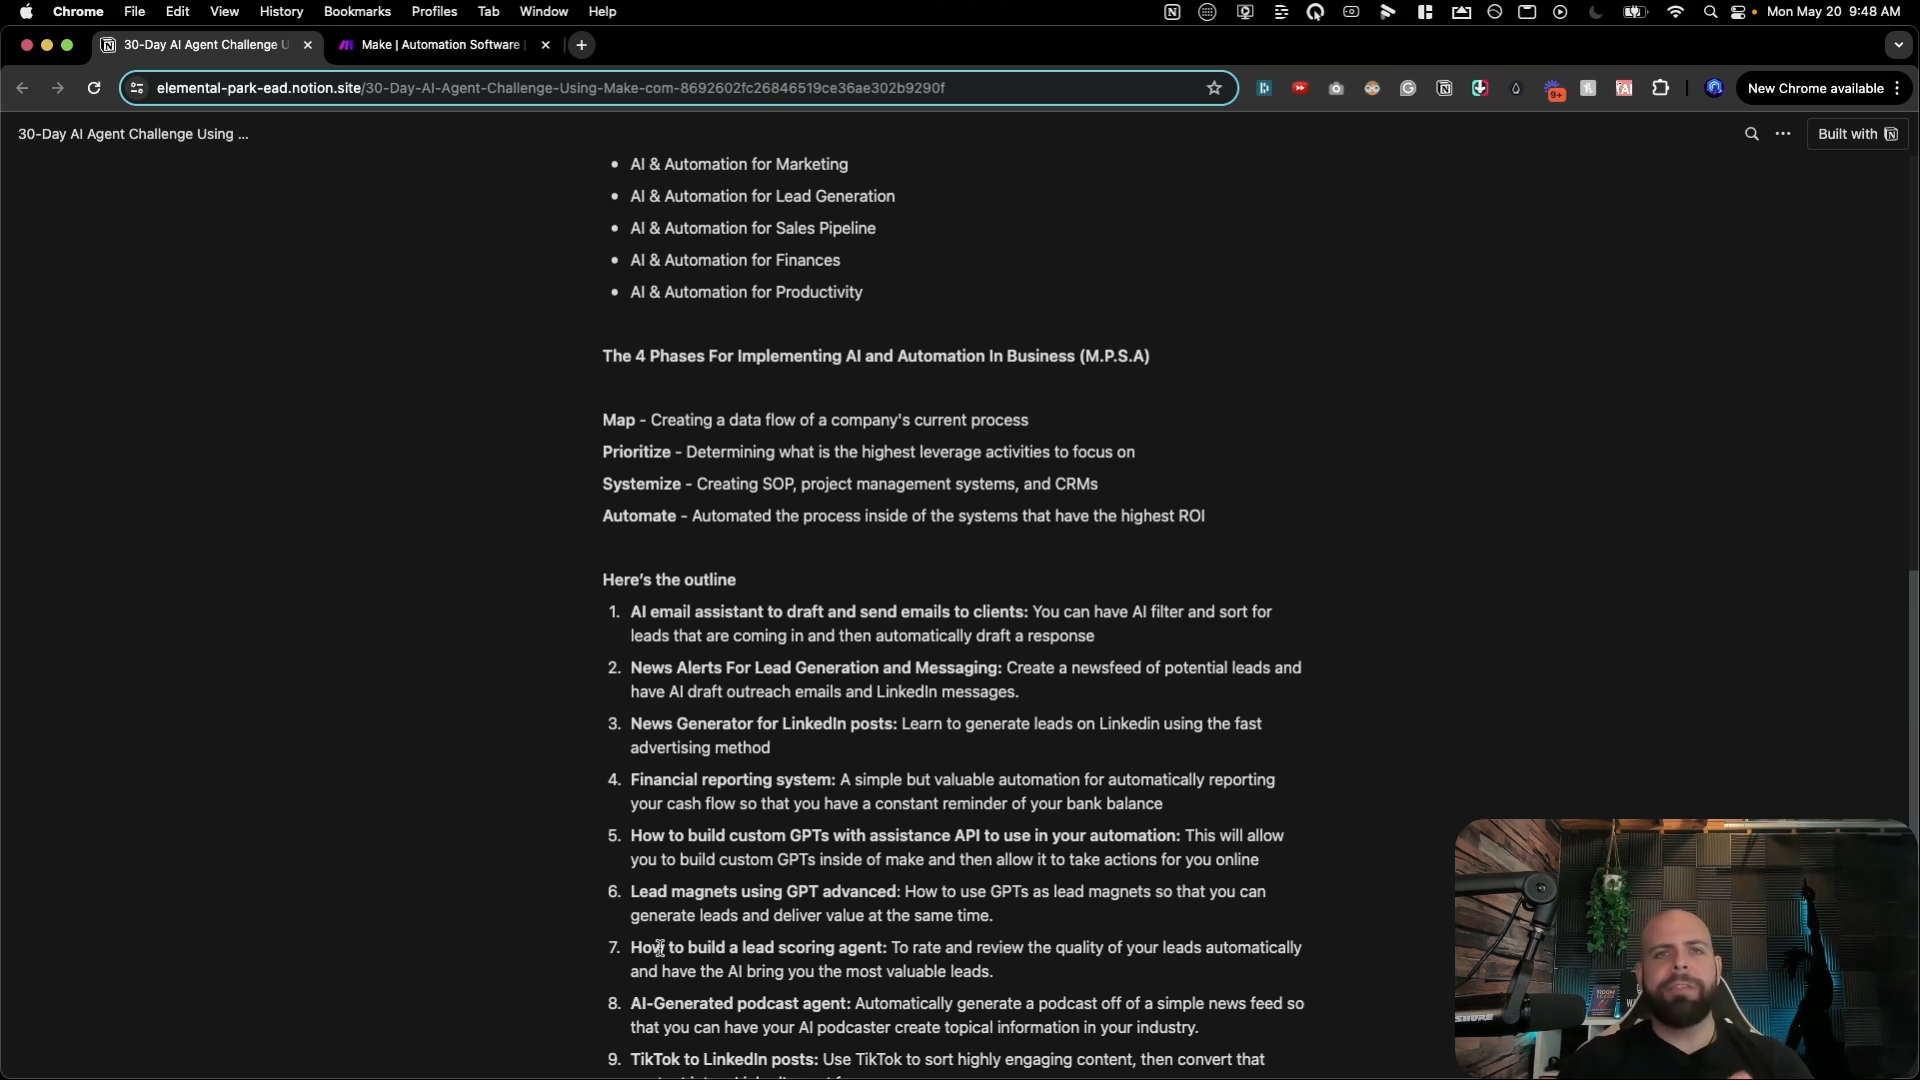 Chrome File Edit View History Bookmarks Profiles Tab Window Help Mon May 20 9:48 AM
30-Day AI Agent Challenge U Make | Automation Software
elemental-park-ead.notion.site/30-Day-AI-Agent-Challenge-Using-Make-com-8692602fc26846519ce36ae302b9290f 9+ New Chrome available
30-Day AI Agent Challenge Using ... Built with
• AI & Automation for Marketing
• AI & Automation for Lead Generation
• AI & Automation for Sales Pipeline
• AI & Automation for Finances
• AI & Automation for Productivity
The 4 Phases For Implementing AI and Automation In Business (M.P.S.A)
Map - Creating a data flow of a company's current process
Prioritize - Determining what is the highest leverage activities to focus on
Systemize - Creating SOP, project management systems, and CRMs
Automate - Automated the process inside of the systems that have the highest ROI
Here's the outline
1. AI email assistant to draft and send emails to clients: You can have AI filter and sort for
leads that are coming in and then automatically draft a response
2. News Alerts For Lead Generation and Messaging: Create a newsfeed of potential leads and
have AI draft outreach emails and LinkedIn messages.
3. News Generator for LinkedIn posts: Learn to generate leads on Linkedin using the fast
advertising method
4. Financial reporting system: A simple but valuable automation for automatically reporting
your cash flow so that you have a constant reminder of your bank balance
5. How to build custom GPTs with assistance API to use in your automation: This will allow
you to build custom GPTs inside of make and then allow it to take actions for you online
6. Lead magnets using GPT advanced: How to use GPTs as lead magnets so that you can
generate leads and deliver value at the same time.
7. How to build a lead scoring agent: To rate and review the quality of your leads automatically
and have the AI bring you the most valuable leads.
8. AI-Generated podcast agent: Automatically generate a podcast off of a simple news feed so
that you can have your AI podcaster create topical information in your industry.
9. TikTok to LinkedIn posts: Use TikTok to sort highly engaging content, then convert that
SHURE